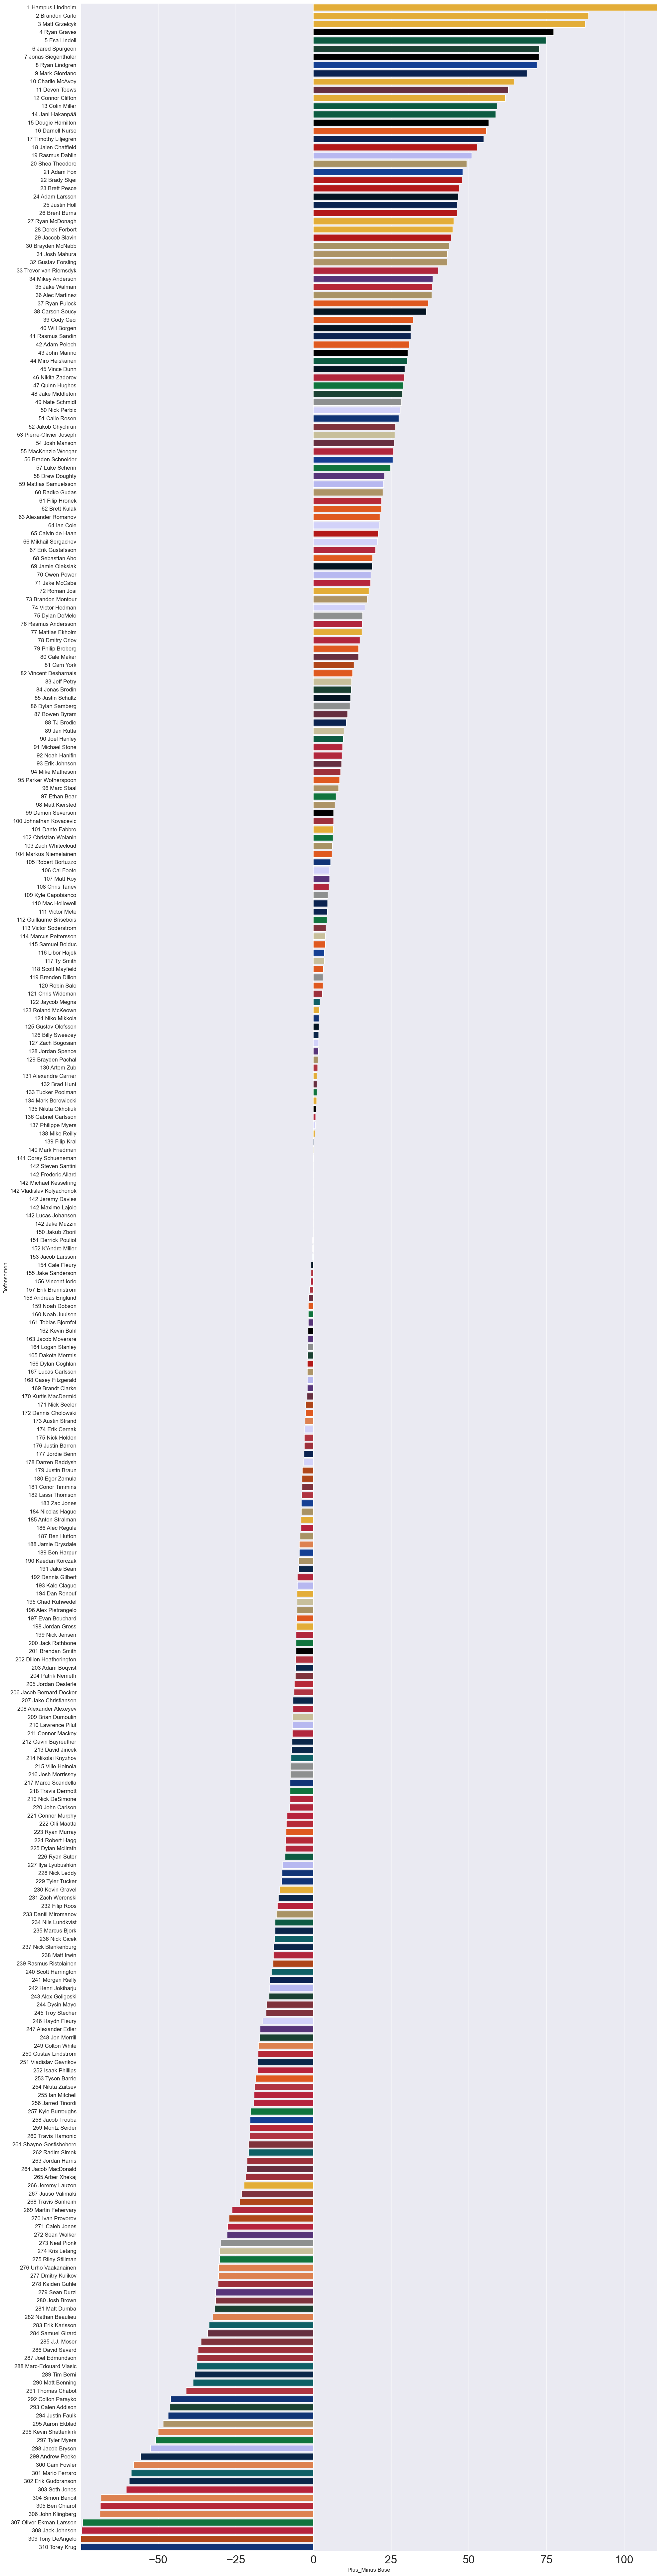 1 Hampus Lindholm
2 Brandon Carlo
3 Matt Grzelcyk
4 Ryan Graves
5 Esa Lindell
6 Jared Spurgeon
7 Jonas Siegenthaler
8 Ryan Lindgren
9 Mark Giordano
10 Charlie McAvoy
11 Devon Toews
12 Connor Clifton
13 Colin Miller
14 Jani Hakanpää
15 Dougie Hamilton
16 Darnell Nurse
17 Timothy Liljegren
18 Jalen Chatfield
19 Rasmus Dahlin
20 Shea Theodore
21 Adam Fox
22 Brady Skjei
23 Brett Pesce
24 Adam Larsson
25 Justin Holl
26 Brent Burns
27 Ryan McDonagh
28 Derek Forbort
29 Jaccob Slavin
30 Brayden McNabb
31 Josh Mahura
32 Gustav Forsling
33 Trevor van Riemsdyk
34 Mikey Anderson
35 Jake Walman
36 Alec Martinez
37 Ryan Pulock
38 Carson Soucy
39 Cody Ceci
40 Will Borgen
41 Rasmus Sandin
42 Adam Pelech
43 John Marino
44 Miro Heiskanen
45 Vince Dunn
46 Nikita Zadorov
47 Quinn Hughes
48 Jake Middleton
49 Nate Schmidt
50 Nick Perbix
51 Calle Rosen
52 Jakob Chychrun
53 Pierre-Olivier Joseph
54 Josh Manson
55 MacKenzie Weegar
56 Braden Schneider
57 Luke Schenn
58 Drew Doughty
59 Mattias Samuelsson
60 Radko Gudas
61 Filip Hronek
62 Brett Kulak
63 Alexander Romanov
64 Ian Cole
65 Calvin de Haan
66 Mikhail Sergachev
67 Erik Gustafsson
68 Sebastian Aho
69 Jamie Oleksiak
70 Owen Power
71 Jake McCabe
72 Roman Josi
73 Brandon Montour
74 Victor Hedman
75 Dylan DeMelo
76 Rasmus Andersson
77 Mattias Ekholm
78 Dmitry Orlov
79 Philip Broberg
80 Cale Makar
81 Cam York
82 Vincent Desharnais
83 Jeff Petry
84 Jonas Brodin
85 Justin Schultz
86 Dylan Samberg
87 Bowen Byram
88 TJ Brodie
89 Jan Rutta
90 Joel Hanley
91 Michael Stone
92 Noah Hanifin
93 Erik Johnson
94 Mike Matheson
95 Parker Wotherspoon
96 Marc Staal
97 Ethan Bear
98 Matt Kiersted
99 Damon Severson
100 Johnathan Kovacevic
101 Dante Fabbro
102 Christian Wolanin
103 Zach Whitecloud
104 Markus Niemelainen
105 Robert Bortuzzo
106 Cal Foote
107 Matt Roy
108 Chris Tanev
109 Kyle Capobianco
110 Mac Hollowell
111 Victor Mete
112 Guillaume Brisebois
113 Victor Soderstrom
114 Marcus Pettersson
115 Samuel Bolduc
116 Libor Hajek
117 Ty Smith
118 Scott Mayfield
119 Brenden Dillon
120 Robin Salo
121 Chris Wideman
122 Jaycob Megna
123 Roland McKeown
124 Niko Mikkola
125 Gustav Olofsson
126 Billy Sweezey
127 Zach Bogosian
128 Jordan Spence
129 Brayden Pachal
130 Artem Zub
131 Alexandre Carrier
132 Brad Hunt
133 Tucker Poolman
134 Mark Borowiecki
135 Nikita Okhotiuk
136 Gabriel Carlsson
137 Philippe Myers
138 Mike Reilly
139 Filip Kral
140 Mark Friedman
141 Corey Schueneman
142 Steven Santini
142 Frederic Allard
142 Michael Kesselring
142 Vladislav Kolyachonok
142 Jeremy Davies
142 Maxime Lajoie
142 Lucas Johansen
142 Jake Muzzin
150 Jakub Zboril
151 Derrick Pouliot
152 K'Andre Miller
153 Jacob Larsson
154 Cale Fleury
155 Jake Sanderson
156 Vincent Iorio
157 Erik Brannstrom
158 Andreas Englund
159 Noah Dobson
160 Noah Juulsen
161 Tobias Bjornfot
162 Kevin Bahl
163 Jacob Moverare
164 Logan Stanley
165 Dakota Mermis
166 Dylan Coghlan
167 Lucas Carlsson
168 Casey Fitzgerald
169 Brandt Clarke
170 Kurtis MacDermid
171 Nick Seeler
172 Dennis Cholowski
173 Austin Strand
174 Erik Cernak
175 Nick Holden
176 Justin Barron
177 Jordie Benn
178 Darren Raddysh
179 Justin Braun
180 Egor Zamula
181 Conor Timmins
182 Lassi Thomson
183 Zac Jones
184 Nicolas Hague
185 Anton Stralman
186 Alec Regula
187 Ben Hutton
188 Jamie Drysdale
189 Ben Harpur
190 Kaedan Korczak
191 Jake Bean
192 Dennis Gilbert
193 Kale Clague
194 Dan Renouf
195 Chad Ruhwedel
196 Alex Pietrangelo
197 Evan Bouchard
198 Jordan Gross
199 Nick Jensen
200 Jack Rathbone
201 Brendan Smith
202 Dillon Heatherington
203 Adam Boqvist
204 Patrik Nemeth
205 Jordan Oesterle
206 Jacob Bernard-Docker
207 Jake Christiansen
208 Alexander Alexeyev
209 Brian Dumoulin
210 Lawrence Pilut
211 Connor Mackey
212 Gavin Bayreuther
213 David Jiricek
214 Nikolai Knyzhov
215 Ville Heinola
216 Josh Morrissey
217 Marco Scandella
218 Travis Dermott
219 Nick DeSimone
220 John Carlson
221 Connor Murphy
222 Olli Maatta
223 Ryan Murray
224 Robert Hagg
225 Dylan McIlrath
226 Ryan Suter
227 Ilya Lyubushkin
228 Nick Leddy
229 Tyler Tucker
230 Kevin Gravel
231 Zach Werenski
232 Filip Roos
233 Daniil Miromanov
234 Nils Lundkvist
235 Marcus Bjork
236 Nick Cicek
237 Nick Blankenburg
238 Matt Irwin
239 Rasmus Ristolainen
240 Scott Harrington
241 Morgan Rielly
242 Henri Jokiharju
243 Alex Goligoski
244 Dysin Mayo
245 Troy Stecher
246 Haydn Fleury
247 Alexander Edler
248 Jon Merrill
249 Colton White
250 Gustav Lindstrom
251 Vladislav Gavrikov
252 Isaak Phillips
253 Tyson Barrie
254 Nikita Zaitsev
255 Ian Mitchell
256 Jarred Tinordi
257 Kyle Burroughs
258 Jacob Trouba
259 Moritz Seider
260 Travis Hamonic
261 Shayne Gostisbehere
262 Radim Simek
263 Jordan Harris
264 Jacob MacDonald
265 Arber Xhekaj
266 Jeremy Lauzon
267 Juuso Valimaki
268 Travis Sanheim
269 Martin Fehervary
270 Ivan Provorov
271 Caleb Jones
272 Sean Walker
273 Neal Pionk
274 Kris Letang
275 Riley Stillman
276 Urho Vaakanainen
277 Dmitry Kulikov
278 Kaiden Guhle
279 Sean Durzi
280 Josh Brown
281 Matt Dumba
282 Nathan Beaulieu
283 Erik Karlsson
284 Samuel Girard
285 J.J. Moser
286 David Savard
287 Joel Edmundson
288 Marc-Edouard Vlasic
289 Tim Berni
290 Matt Benning
291 Thomas Chabot
292 Colton Parayko
293 Calen Addison
294 Justin Faulk
295 Aaron Ekblad
296 Kevin Shattenkirk
297 Tyler Myers
298 Jacob Bryson
299 Andrew Peeke
300 Cam Fowler
301 Mario Ferraro
302 Erik Gudbranson
303 Seth Jones
304 Simon Benoit
305 Ben Chiarot
306 John Klingberg
307 Oliver Ekman-Larsson
308 Jack Johnson
309 Tony DeAngelo
310 Torey Krug
Defensemen
−50 −25 0 25 50 75 100
Plus_Minus Base